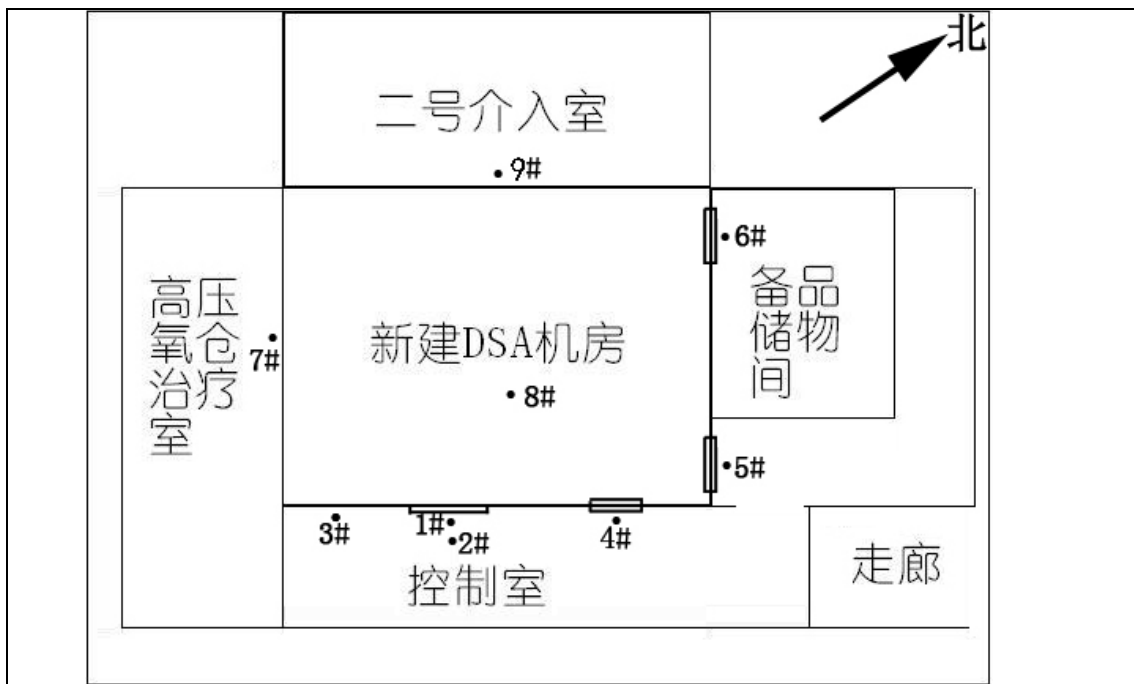 北
二号介入室
9#
6#
高压
氧仓
治疗
室
7#
新建DSA机房
8#
备品
储物
间
5#
3#
1#
2#
4#
控制室
走廊